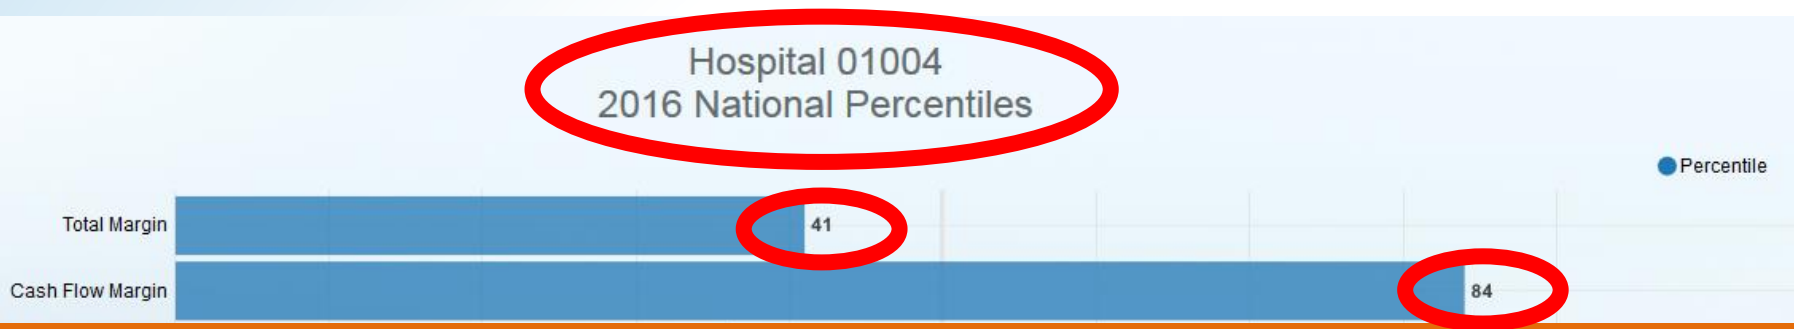 Hospital 01004
2016 National Percentiles
Percentile
Total Margin
41
Cash Flow Margin
84